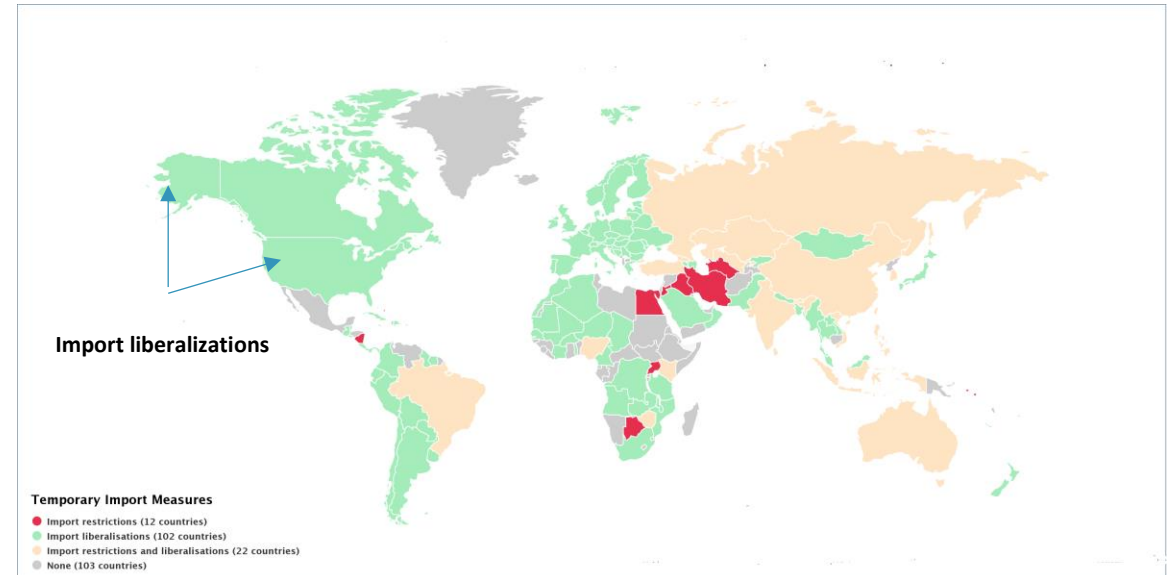 Import liberalizations
Temporary Import Measures
Import restrictions (12 countries)
Import liberalisations (102 countries)
Import restrictions and liberalisations (22 countries)
None (103 countries)